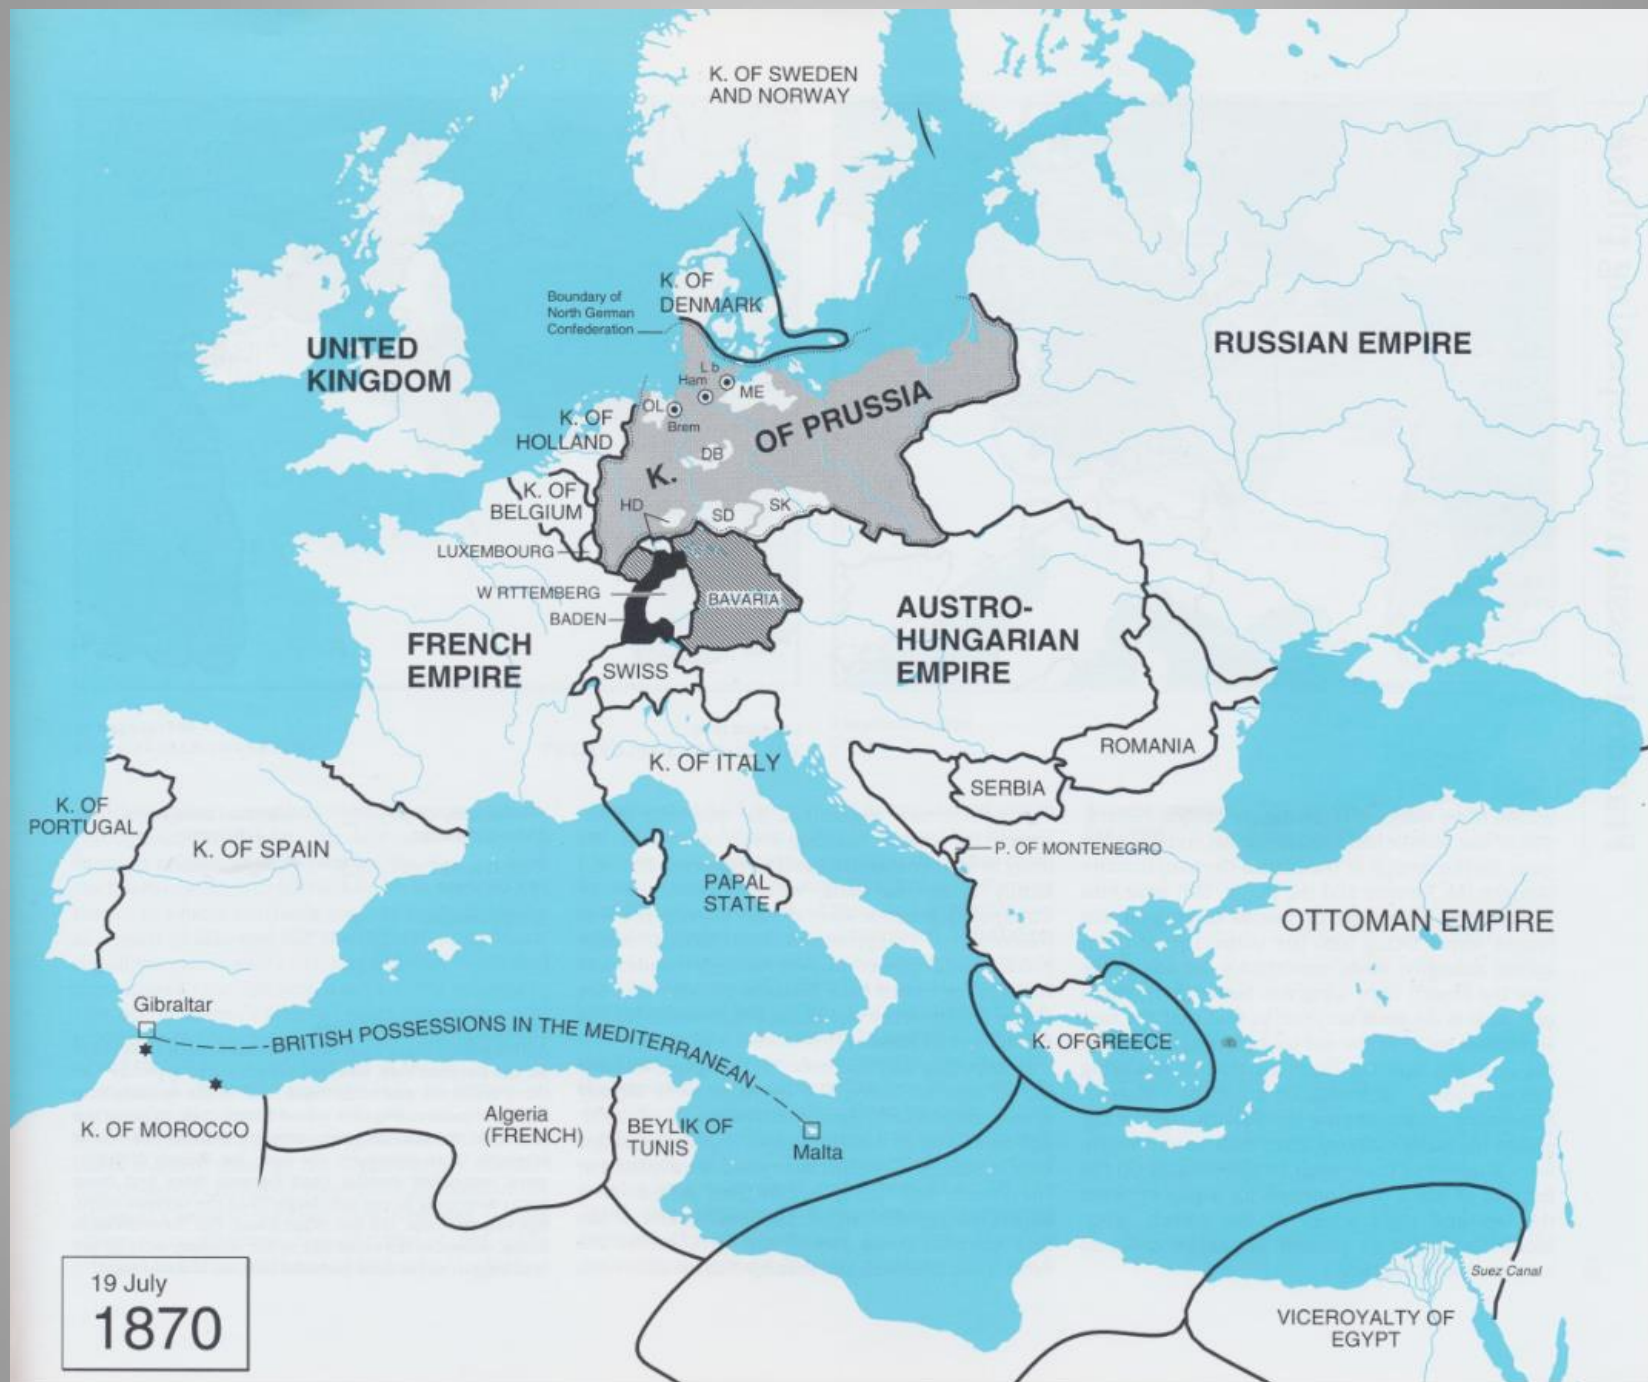 K. OF SWEDEN
AND NORWAY
K. OF
DENMARK
Boundary of
North German
Confederation
UNITED
KINGDOM
RUSSIAN EMPIRE
Lb
Ham
ME
OL
Brem
K. OF
HOLLAND
K. OF PRUSSIA
DB
K. OF
BELGIUM
HD
SD
SK
LUXEMBOURG
W RTTEMBERG
BAVARIA
BADEN
FRENCH
EMPIRE
AUSTRO-
HUNGARIAN
EMPIRE
SWISS
ROMANIA
K. OF ITALY
SERBIA
K. OF
PORTUGAL
K. OF SPAIN
P. OF MONTENEGRO
PAPAL
STATE
OTTOMAN EMPIRE
Gibraltar
BRITISH POSSESSIONS IN THE MEDITERRANEAN
K. OFGREECE
K. OF MOROCCO
Algeria
(FRENCH)
BEYLIK OF
TUNIS
Malta
Suez Canal
VICEROYALTY OF
EGYPT
19 July
1870